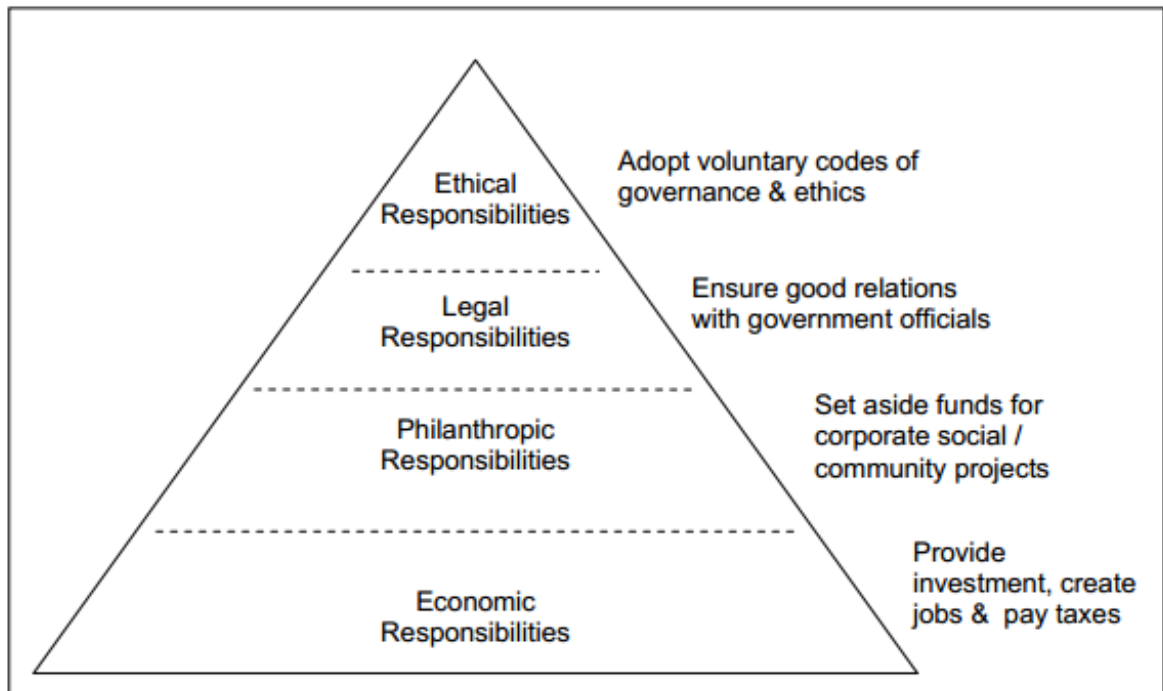 Ethical
Responsibilities
Adopt voluntary codes of
governance & ethics
Legal
Responsibilities
Ensure good relations
with government officials
Philanthropic
Responsibilities
Set aside funds for
corporate social /
community projects
Economic
Responsibilities
Provide
investment, create
jobs & pay taxes